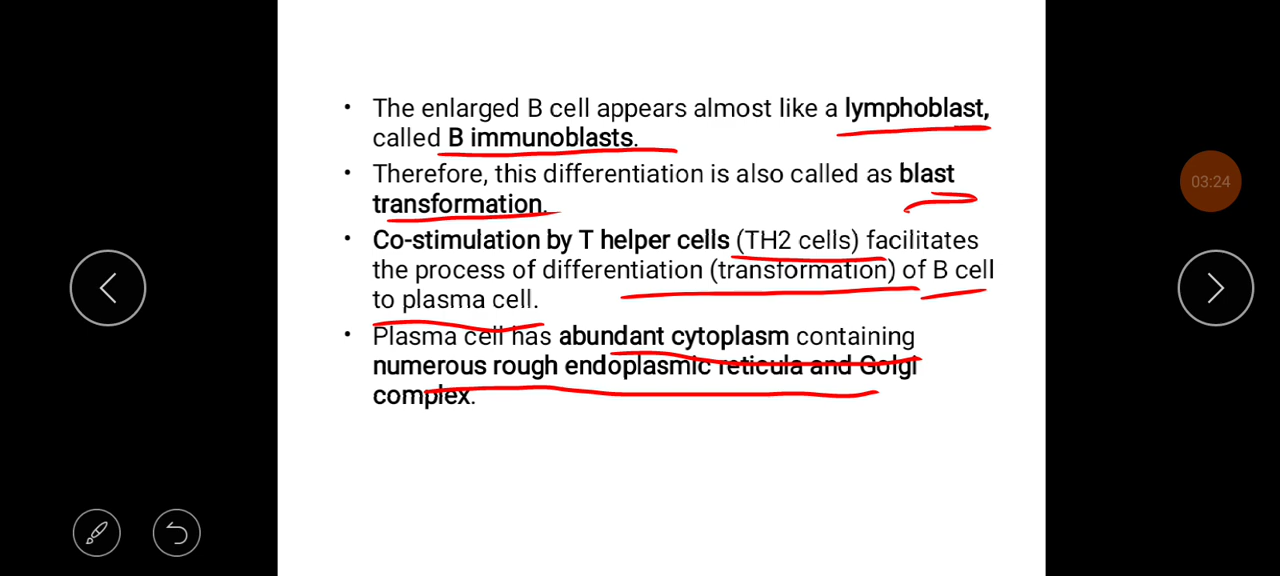 • The enlarged B cell appears almost like a lymphoblast,
called B immunoblasts.
• Therefore, this differentiation is also called as blast
transformation.
• Co-stimulation by T helper cells (TH2 cells) facilitates
the process of differentiation (transformation) of B cell
to plasma cell.
• Plasma cell has abundant cytoplasm containing
numerous rough endoplasmic reticula and Golgi
complex.
03:24